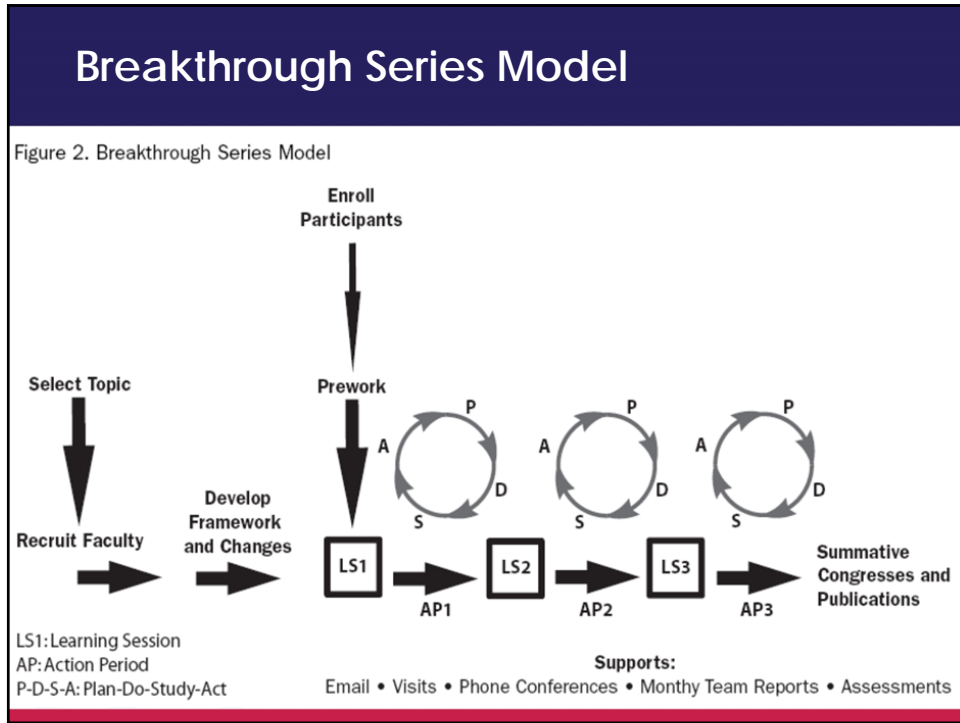 Breakthrough Series Model
Figure 2. Breakthrough Series Model
Enroll
Participants
Select Topic
Prework
P
A
D
S
P
A
D
S
P
A
D
S
Recruit Faculty
Develop
Framework
and Changes
LS1
AP1
LS2
AP2
LS3
AP3
Summative
Congresses and
Publications
LS1: Learning Session
AP: Action Period
P-D-S-A: Plan-Do-Study-Act
Supports:
Email • Visits • Phone Conferences • Monthy Team Reports • Assessments